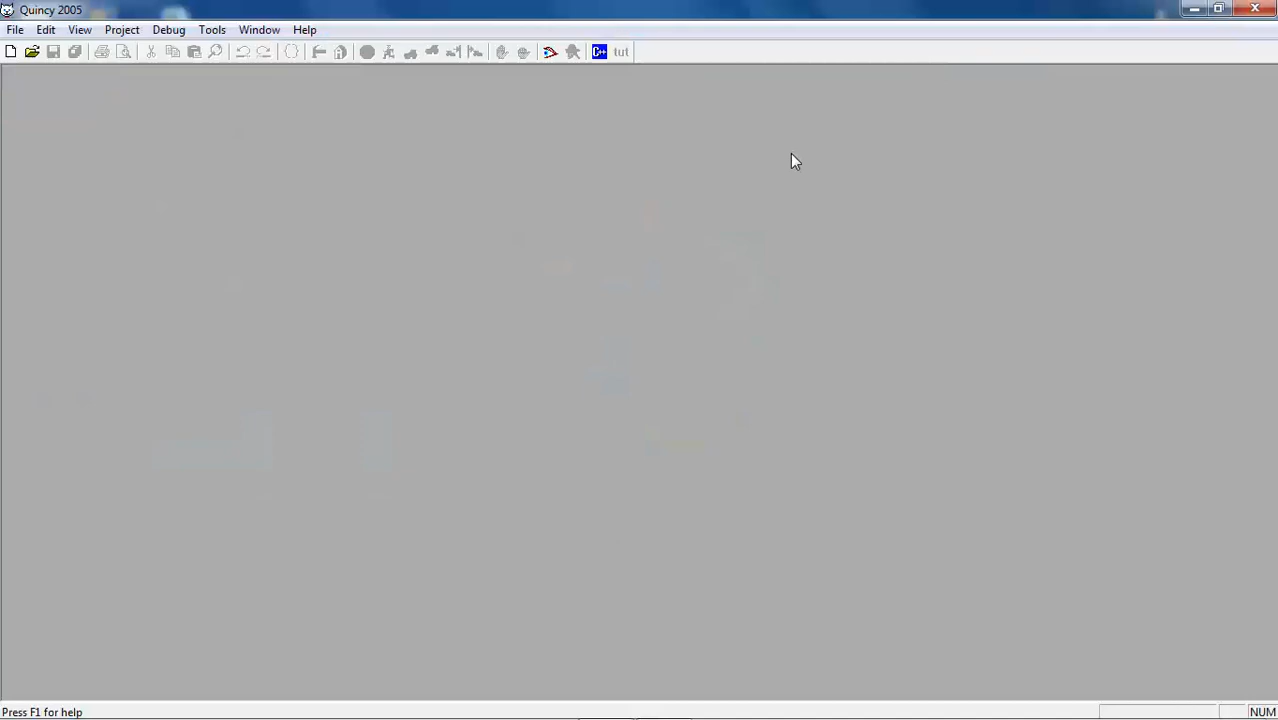 Quincy 2005
File Edit View Project Debug Tools Window Help
C+ tut
Press F1 for help NUM